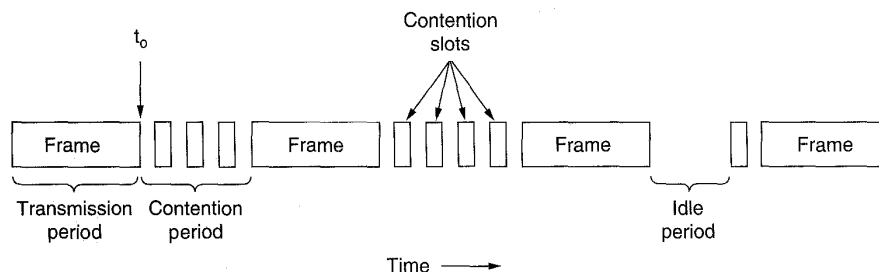 Contention
slots
t₀
Frame
Frame
Frame
Frame
Transmission
period
Contention
period
Idle
period
Time